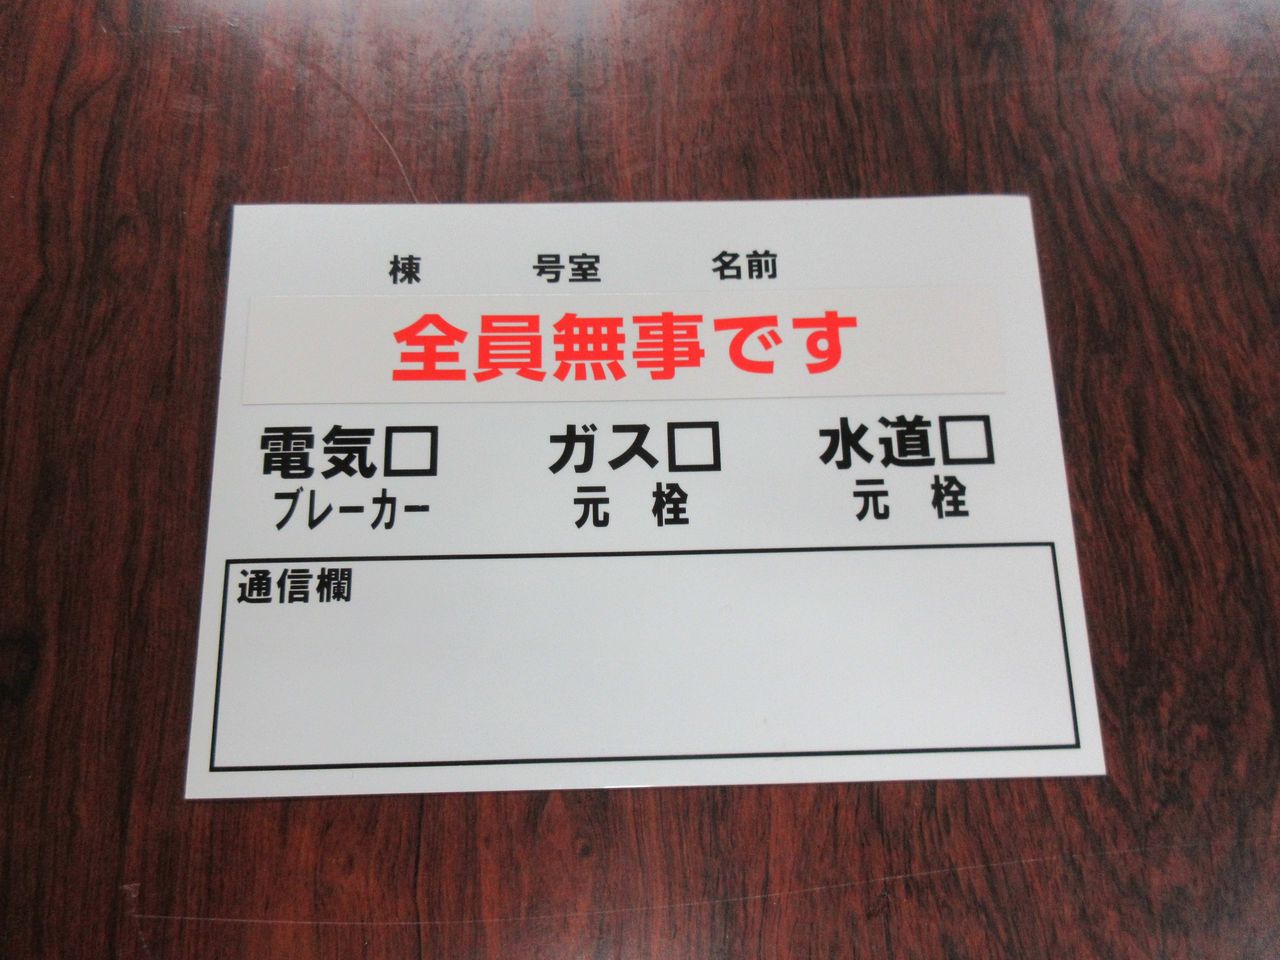 棟　号室　名前
全員無事です
電気□　ガス□　水道□
ブレーカー　元　栓　元　栓
通信欄